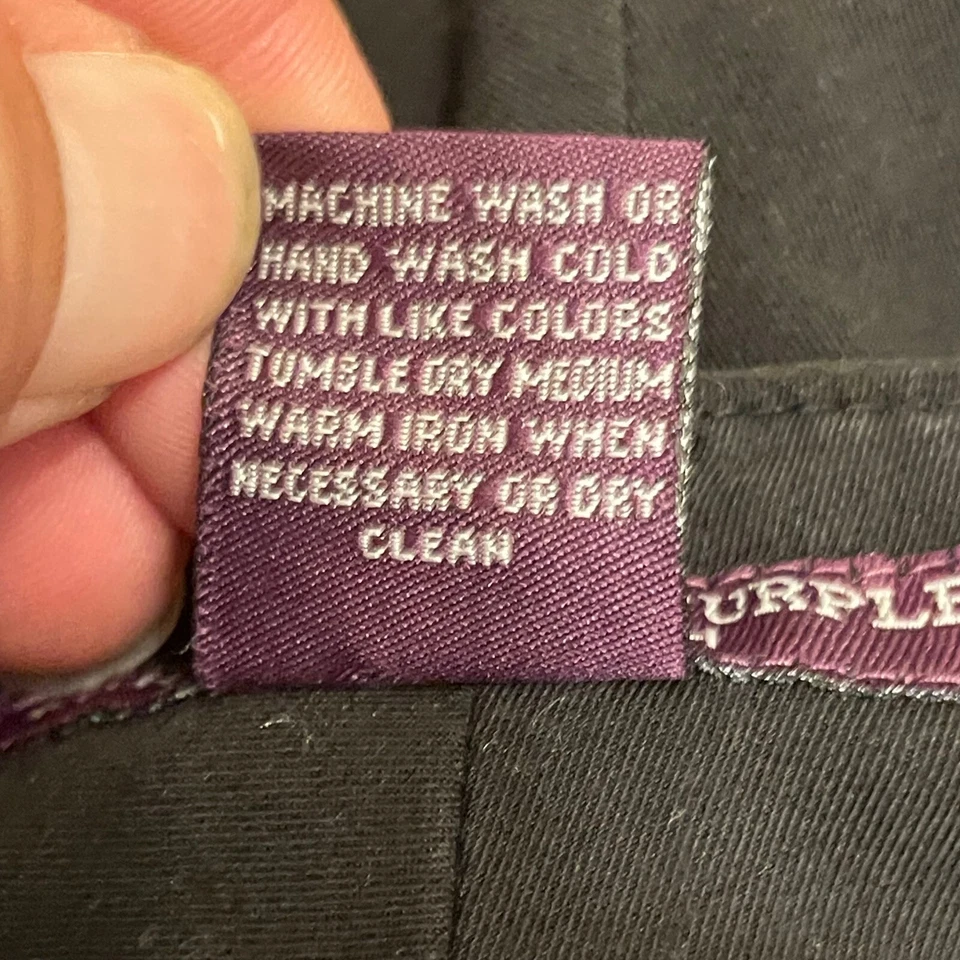 MACHINE WASH OR
HAND WASH COLD
WITH LIKE COLORS
TUMBLE DRY MEDIUM
WARM IRON WHEN
NECESSARY OR DRY
CLEAN